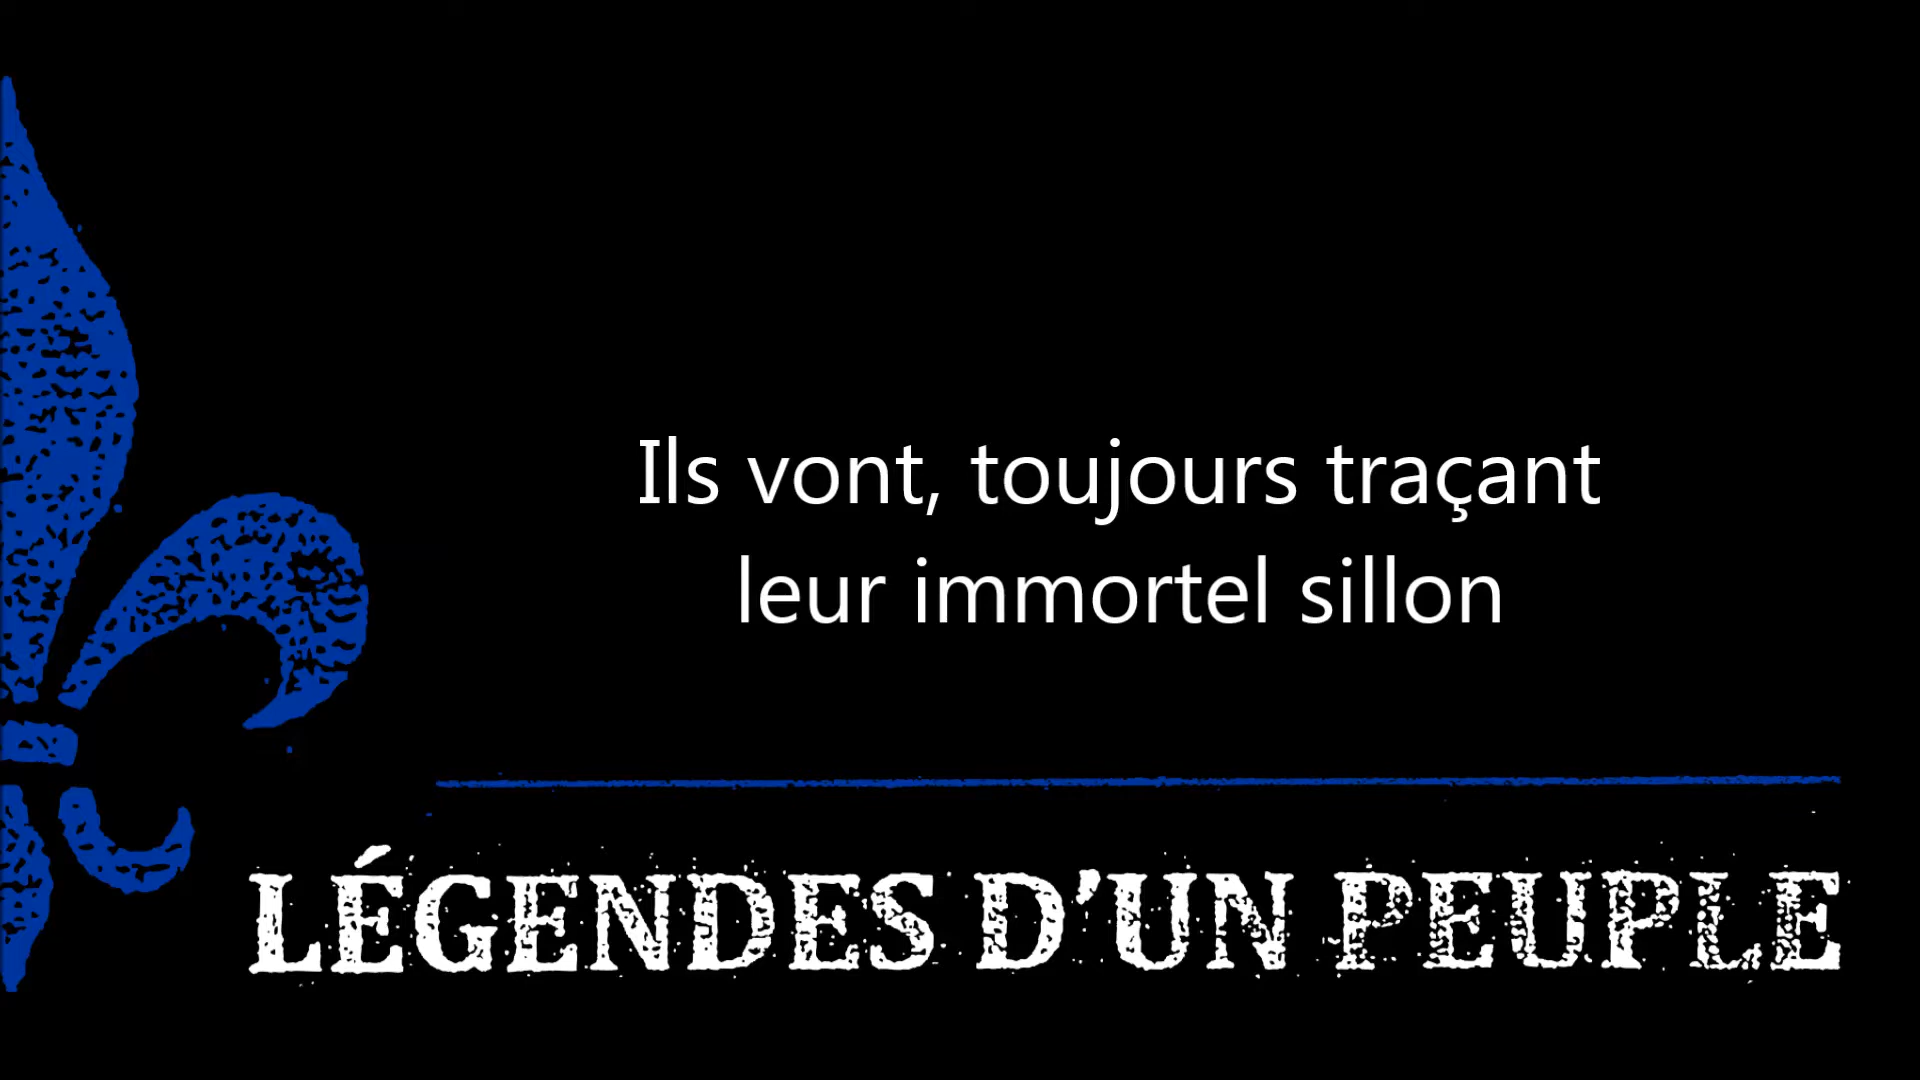 Ils vont, toujours traçant
leur immortel sillon
LÉGENDES D'UN PEUPLE